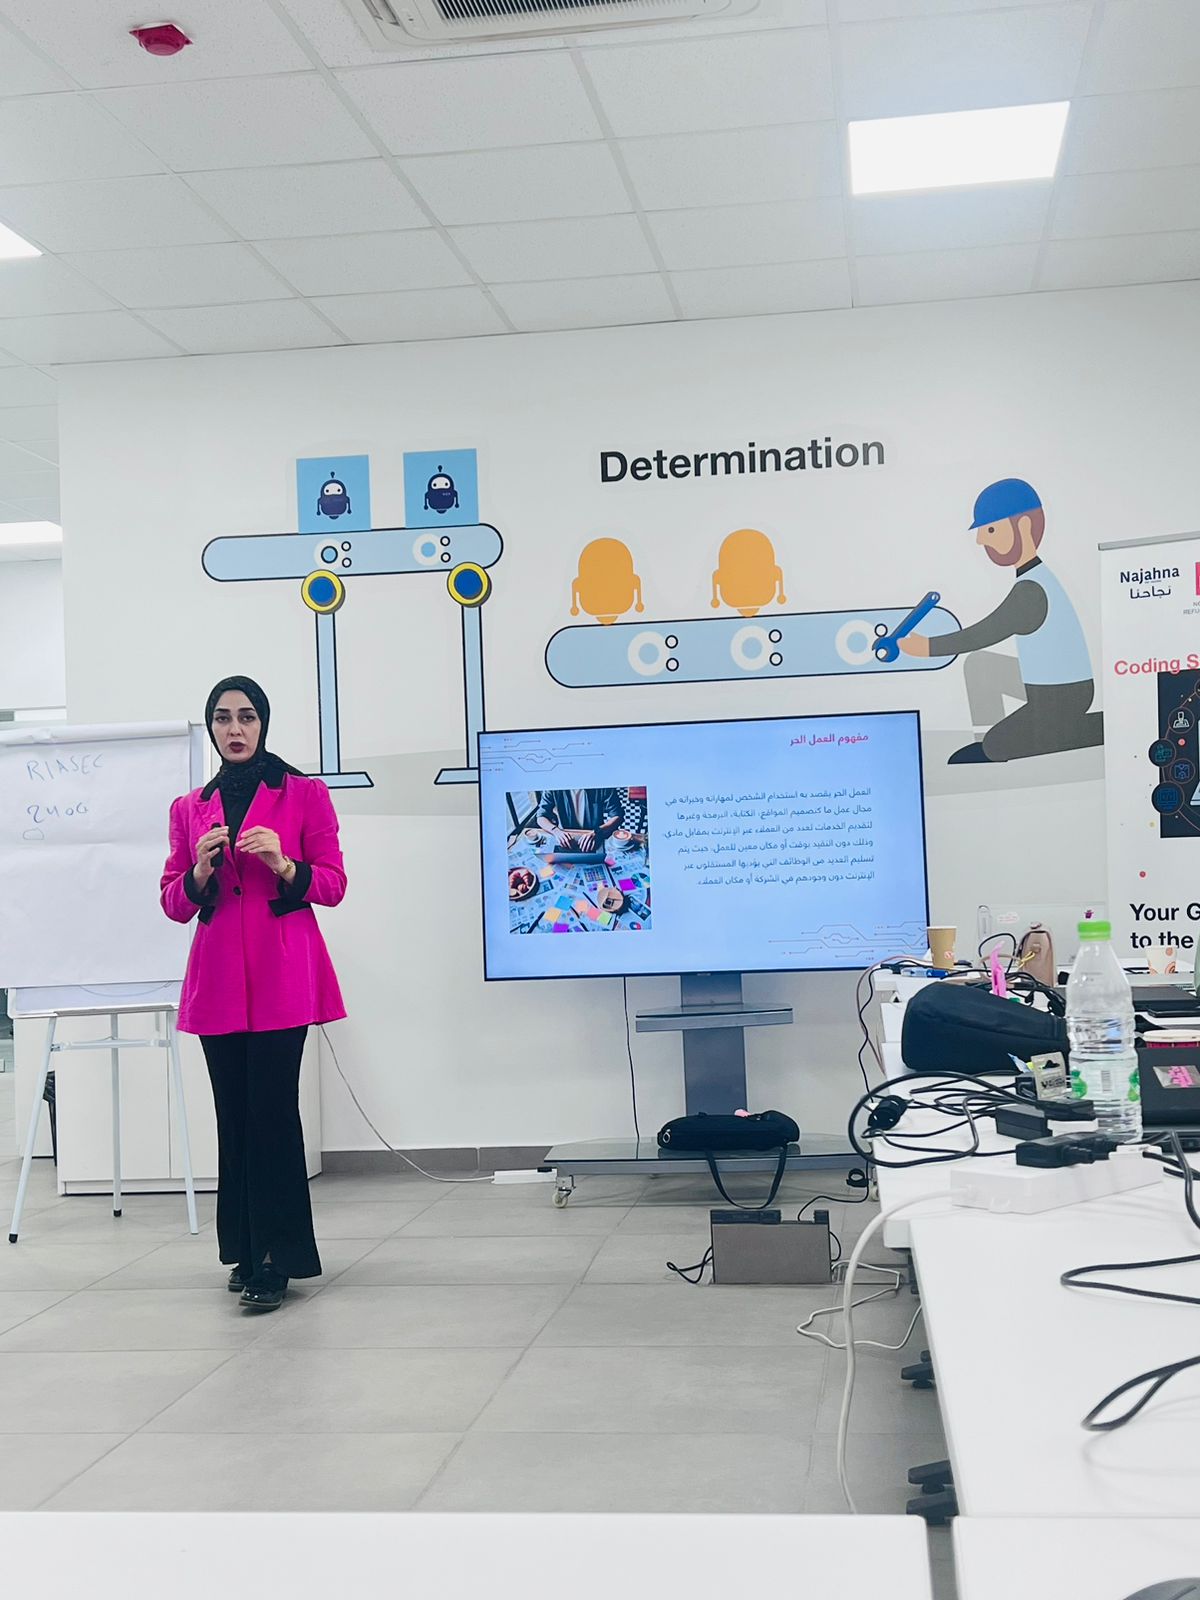 Determination
Najahna
نجاحنا
Coding S
Your G
to the
RIASEC
مفهوم العمل الحر
العمل الحر يقصد به استخدام الشخص لمهاراته وخبراته في
مجال عمل ما كتصميم المواقع، الكتابة، البرمجة وغيرها
لتقديم الخدمات لعدد من العملاء عبر الإنترنت بمقابل مادي،
وذلك دون التقيد بوقت أو مكان معين للعمل، حيث يتم
تسليم العديد من الوظائف التي يؤديها المستقلون عبر
الإنترنت دون وجودهم في الشركة أو مكان العملاء.